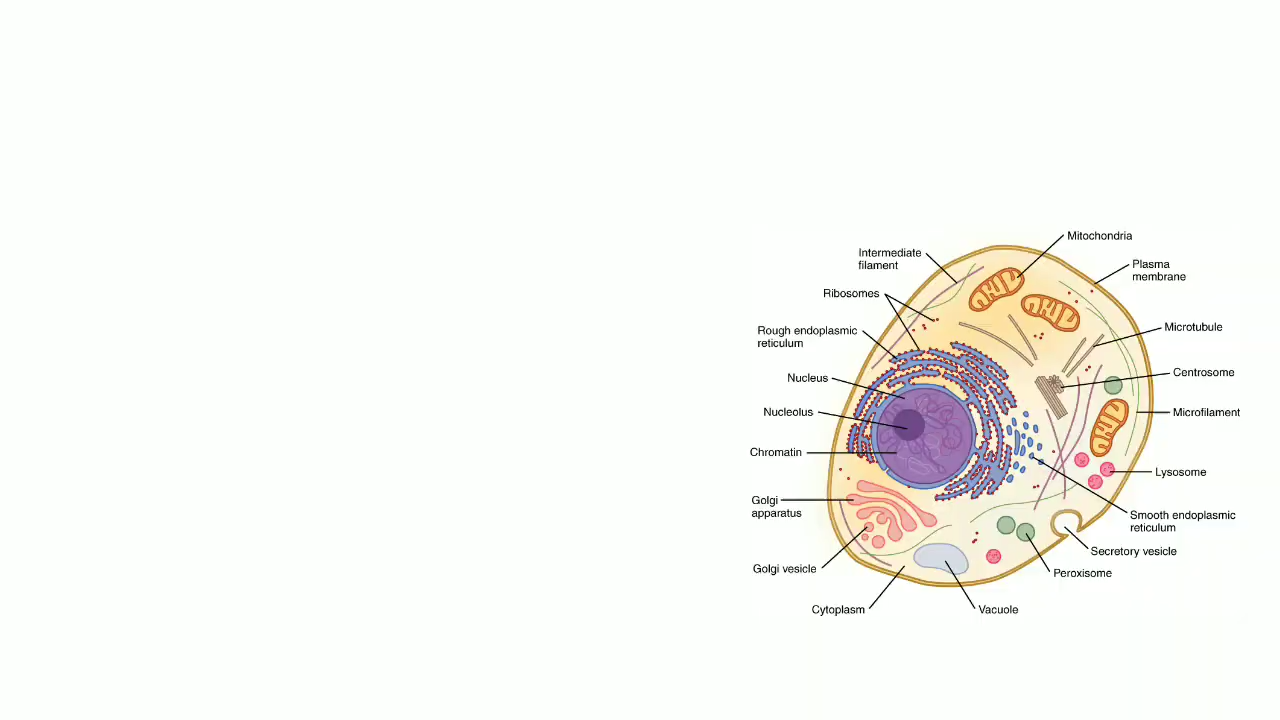 Mitochondria
Intermediate
filament
Plasma
membrane
Ribosomes
Rough endoplasmic
reticulum
Microtubule
Nucleus
Centrosome
Nucleolus
Microfilament
Chromatin
Lysosome
Golgi
apparatus
Smooth endoplasmic
reticulum
Secretory vesicle
Golgi vesicle
Peroxisome
Cytoplasm
Vacuole